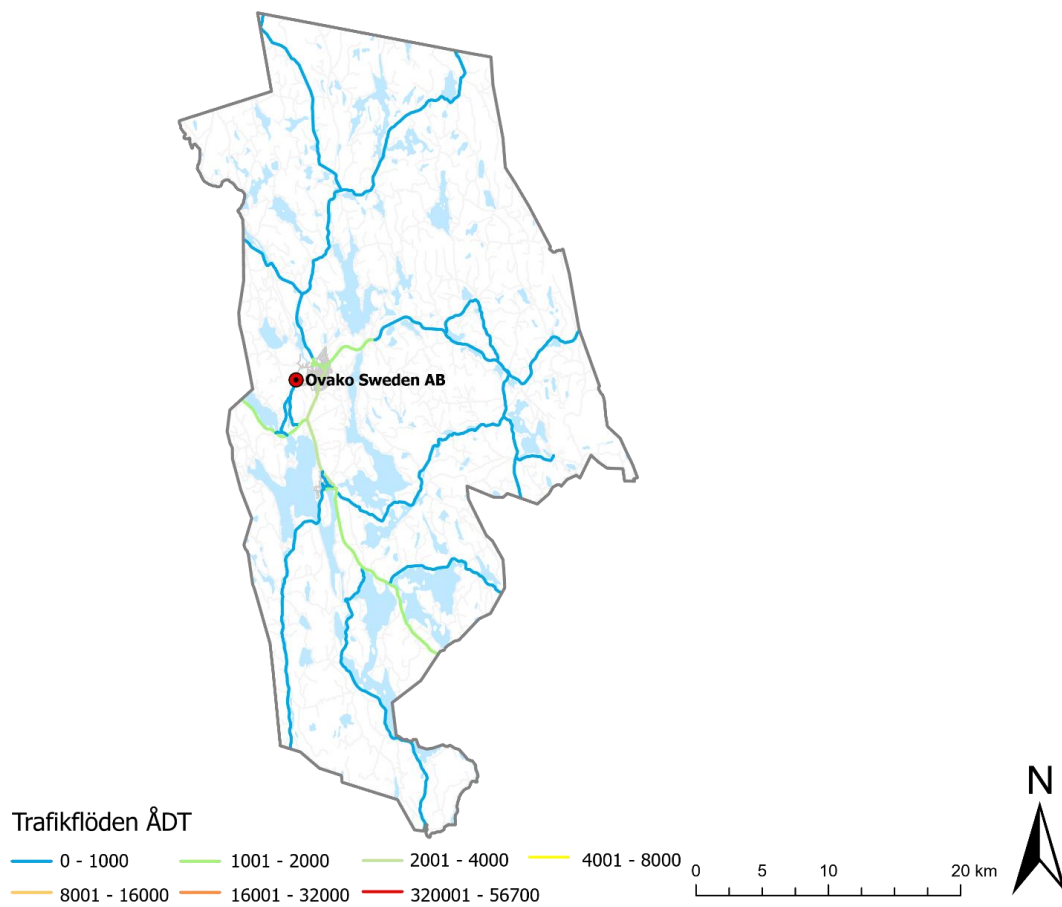 Ovako Sweden AB
N
Trafikflöden ÅDT
0 - 1000 1001 - 2000 2001 - 4000 4001 - 8000
8001 - 16000 16001 - 32000 320001 - 56700
0 5 10 20 km